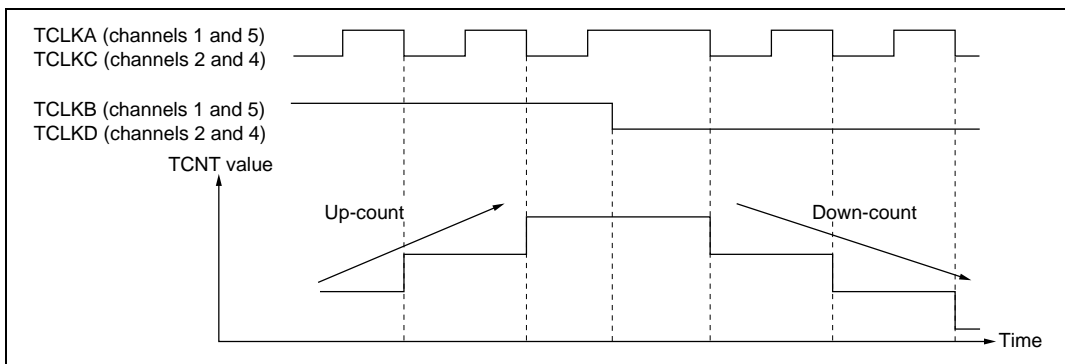 TCLKA (channels 1 and 5)
TCLKC (channels 2 and 4)
TCLKB (channels 1 and 5)
TCLKD (channels 2 and 4)
TCNT value
Up-count
Down-count
Time